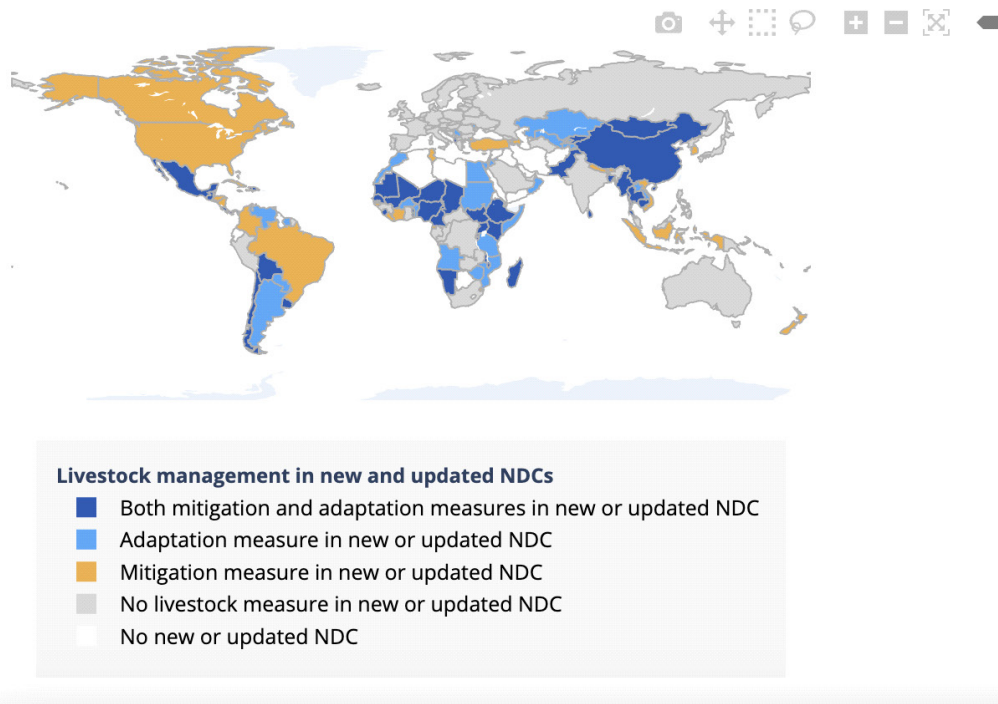 Livestock management in new and updated NDCs
Both mitigation and adaptation measures in new or updated NDC
Adaptation measure in new or updated NDC
Mitigation measure in new or updated NDC
No livestock measure in new or updated NDC
No new or updated NDC